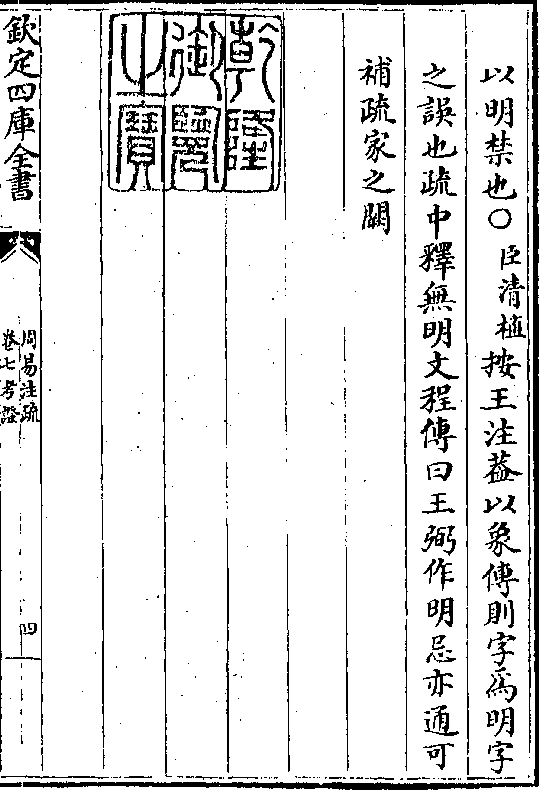 以明禁也○臣清植按王注葢以象傳則字爲明字
之誤也疏中釋無明文程傳曰王弼作明忌亦通可
補疏家之闕
乾隆
御覽
之寶
欽定四庫全書
周易注疏
卷七考證
四